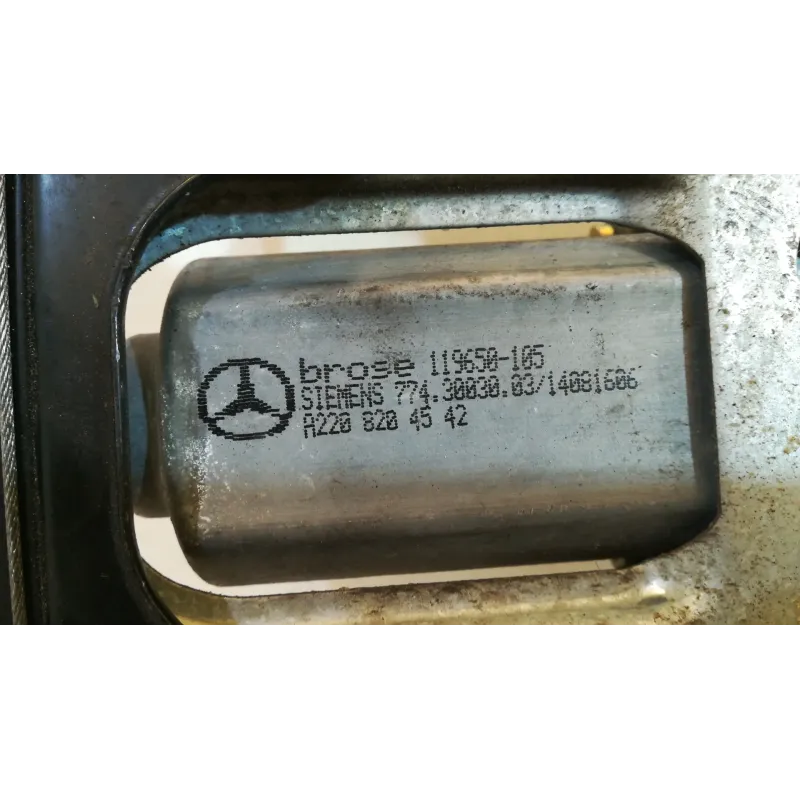 brose 119650-105
SIEMENS 774.30030.03/14081606
A220 820 45 42